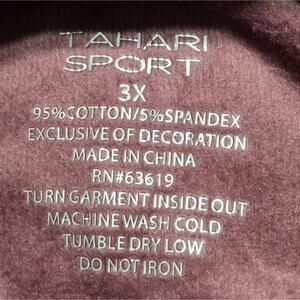 TAHARI
SPORT
3X
95%COTTON/5%SPANDEX
EXCLUSIVE OF DECORATION
MADE IN CHINA
RN#63619
TURN GARMENT INSIDE OUT
MACHINE WASH COLD
TUMBLE DRY LOW
DO NOT IRON